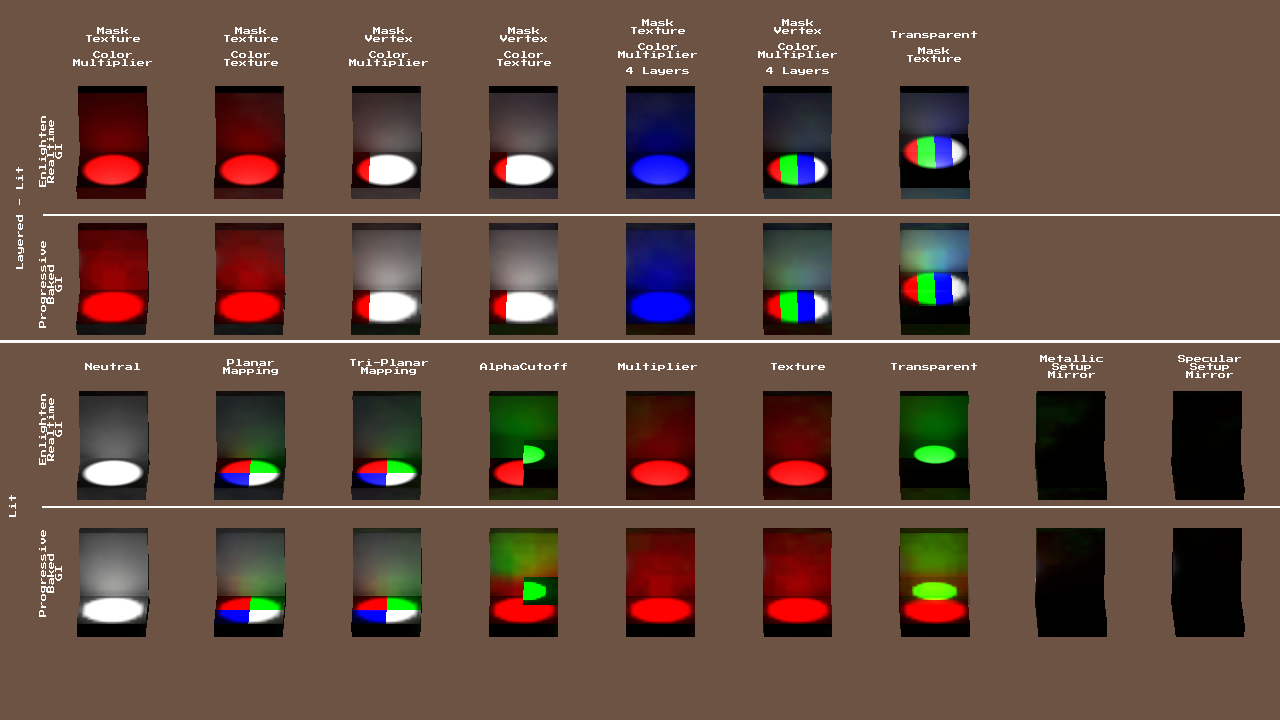 Mask
Texture
Color
Multiplier
Mask
Texture
Color
Texture
Mask
Vertex
Color
Multiplier
Mask
Vertex
Color
Texture
Mask
Texture
Color
Multiplier
4 Layers
Mask
Vertex
Color
Multiplier
4 Layers
Transparent
Mask
Texture
Layered - Lit
Enlighten
Realtime
GI
Progressive
Baked
GI
Neutral
Planar
Mapping
Tri-Planar
Mapping
AlphaCutoff
Multiplier
Texture
Transparent
Metallic
Setup
Mirror
Specular
Setup
Mirror
Lit
Enlighten
Realtime
GI
Progressive
Baked
GI